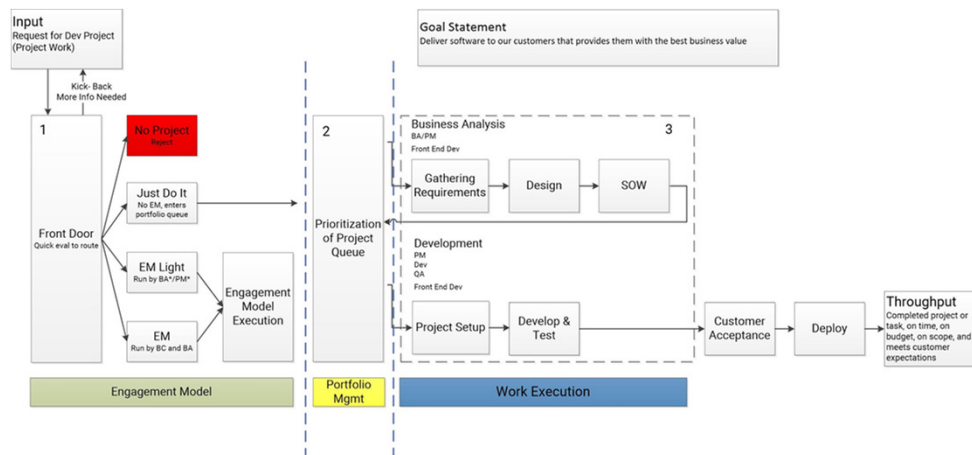 Input
Request for Dev Project
(Project Work)
Goal Statement
Deliver software to our customers that provides them with the best business value
Kick- Back
More Info Needed
1
Front Door
Quick eval to route
No Project
Reject
Just Do It
No EM, enters
portfolio queue
EM Light
Run by BA*/PM*
EM
Run by BC and BA
Engagement
Model
Execution
2
Prioritization
of Project
Queue
3
Business Analysis
BA/PM
Front End Dev
Gathering
Requirements
Design
SOW
Development
PM
Dev
QA
Front End Dev
Project Setup
Develop &
Test
Customer
Acceptance
Deploy
Throughput
Completed project or
task, on time, on
budget, on scope, and
meets customer
expectations
Engagement Model
Portfolio
Mgmt
Work Execution